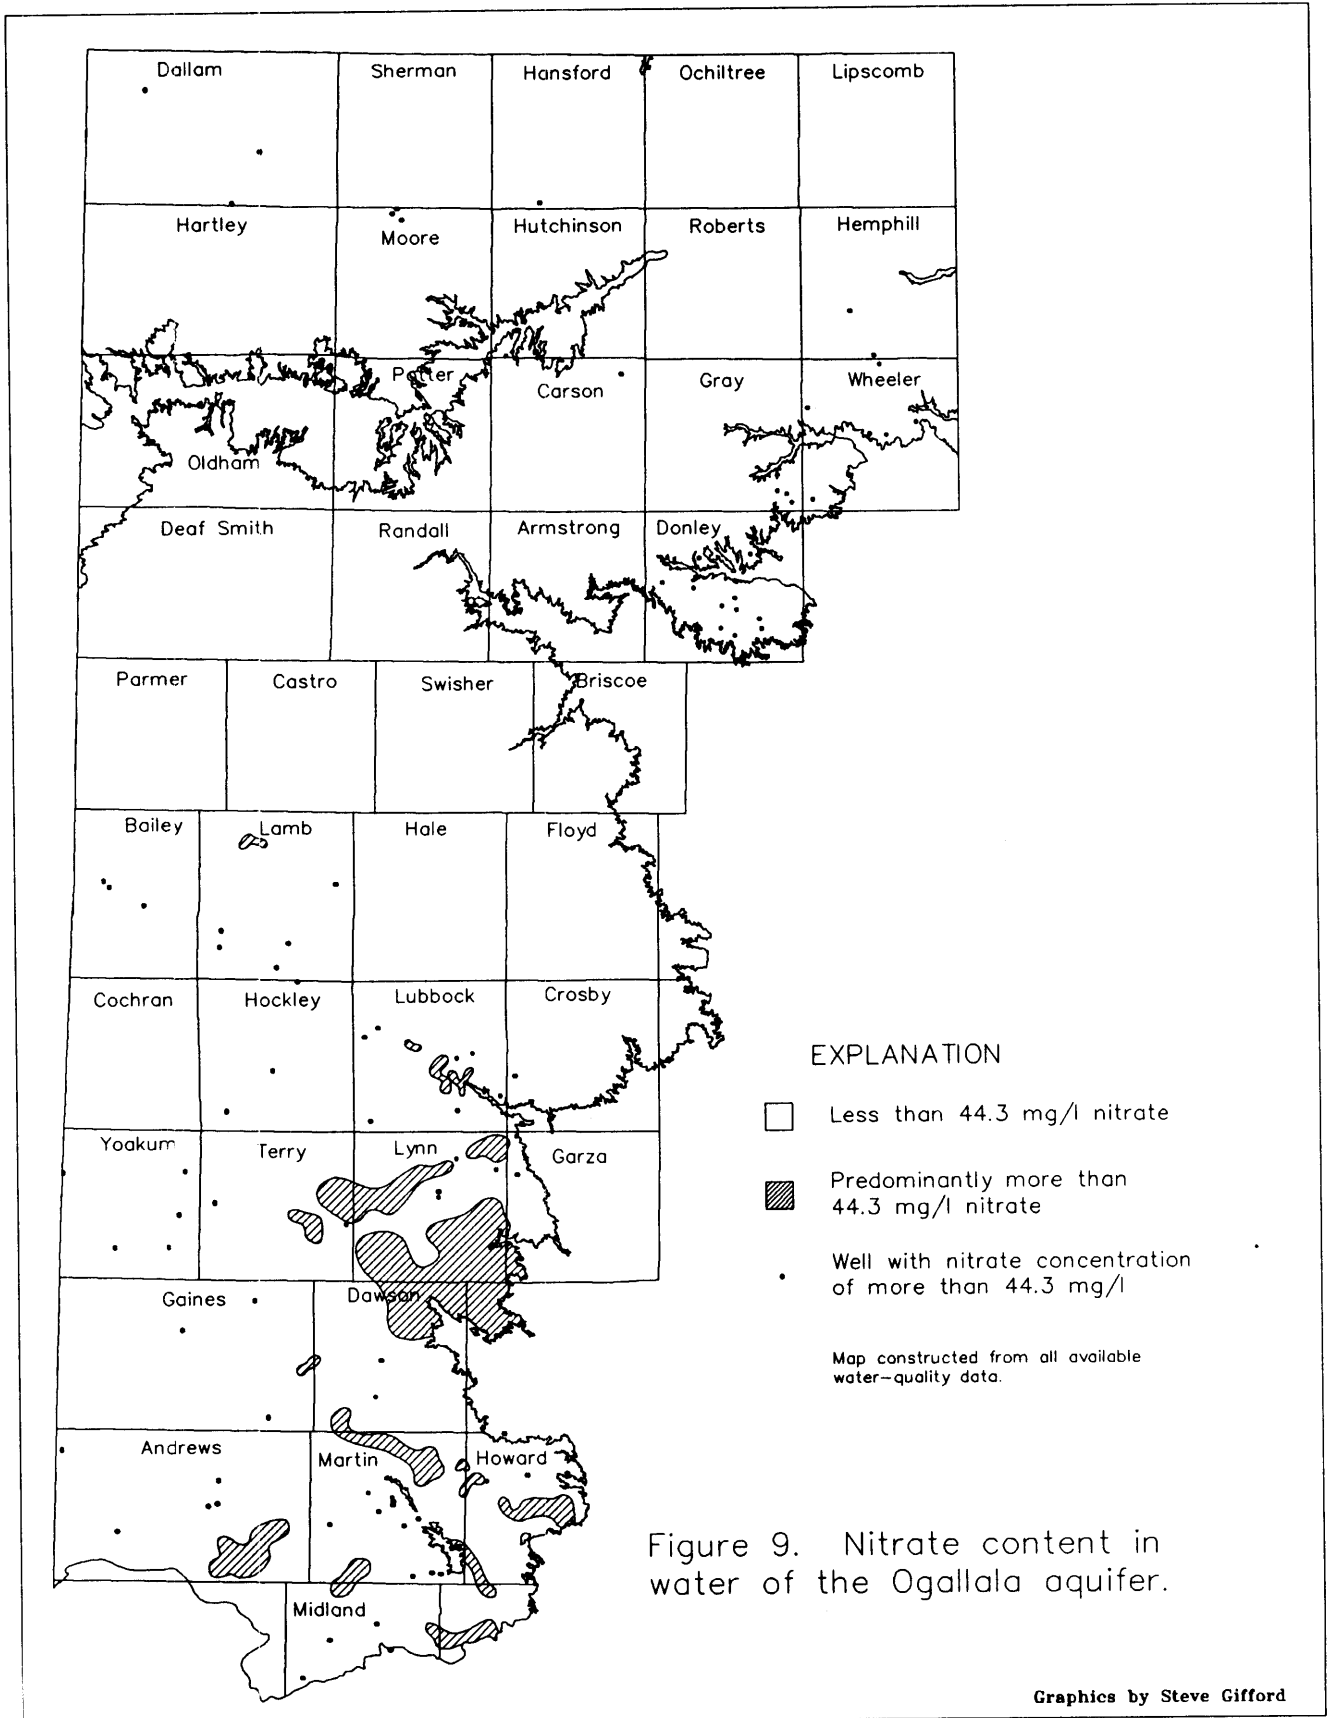 Dallam
Sherman
Hansford
Ochiltree
Lipscomb
Hartley
Moore
Hutchinson
Roberts
Hemphill
Potter
Carson
Gray
Wheeler
Oldham
Deaf Smith
Randall
Armstrong
Donley
Parmer
Castro
Swisher
Briscoe
Bailey
Lamb
Hale
Floyd
Cochran
Hockley
Lubbock
Crosby
Yoakum
Terry
Lynn
Garza
Gaines
Dawson
Andrews
Martin
Howard
Midland
EXPLANATION
Less than 44.3 mg/l nitrate
Predominantly more than
44.3 mg/l nitrate
Well with nitrate concentration
of more than 44.3 mg/l
Map constructed from all available
water-quality data.
Figure 9. Nitrate content in
water of the Ogallala aquifer.
Graphics by Steve Gifford